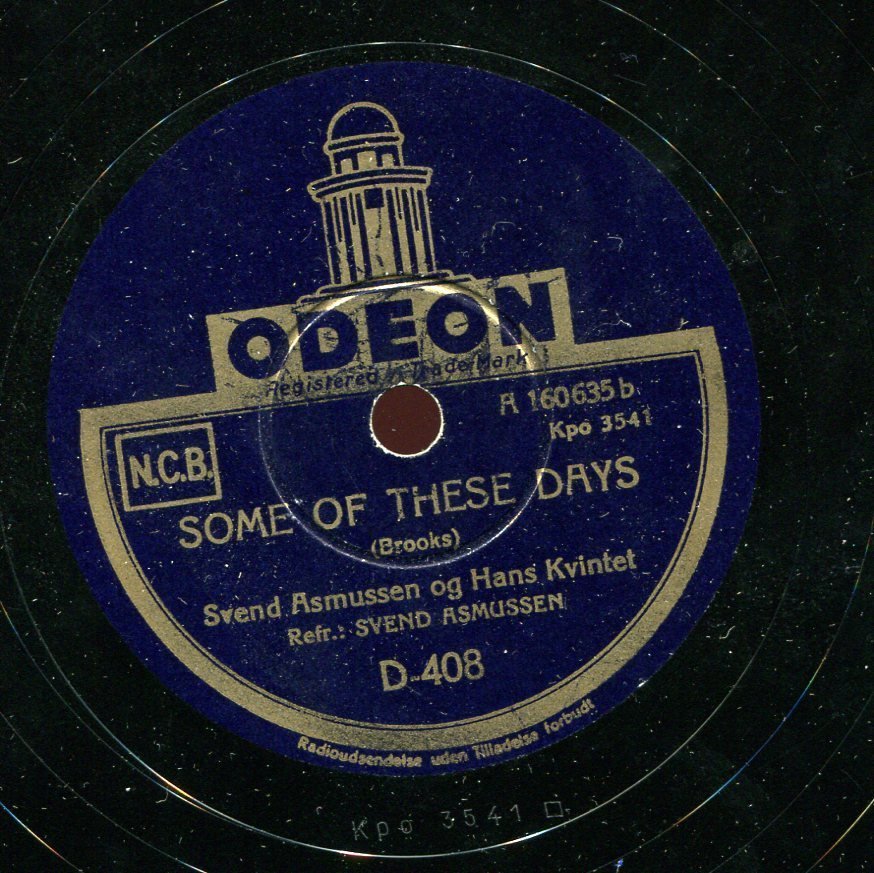 ODEON
Registered Trade Mark
A 160635 b
Kpo 3541
N.C.B.
SOME OF THESE DAYS
(Brooks)
Svend Asmussen og Hans Kvintet
Refr.: SVEND ASMUSSEN
D-408
Radioudsendelse uden Tilladelse forbudt
Kpo 3541